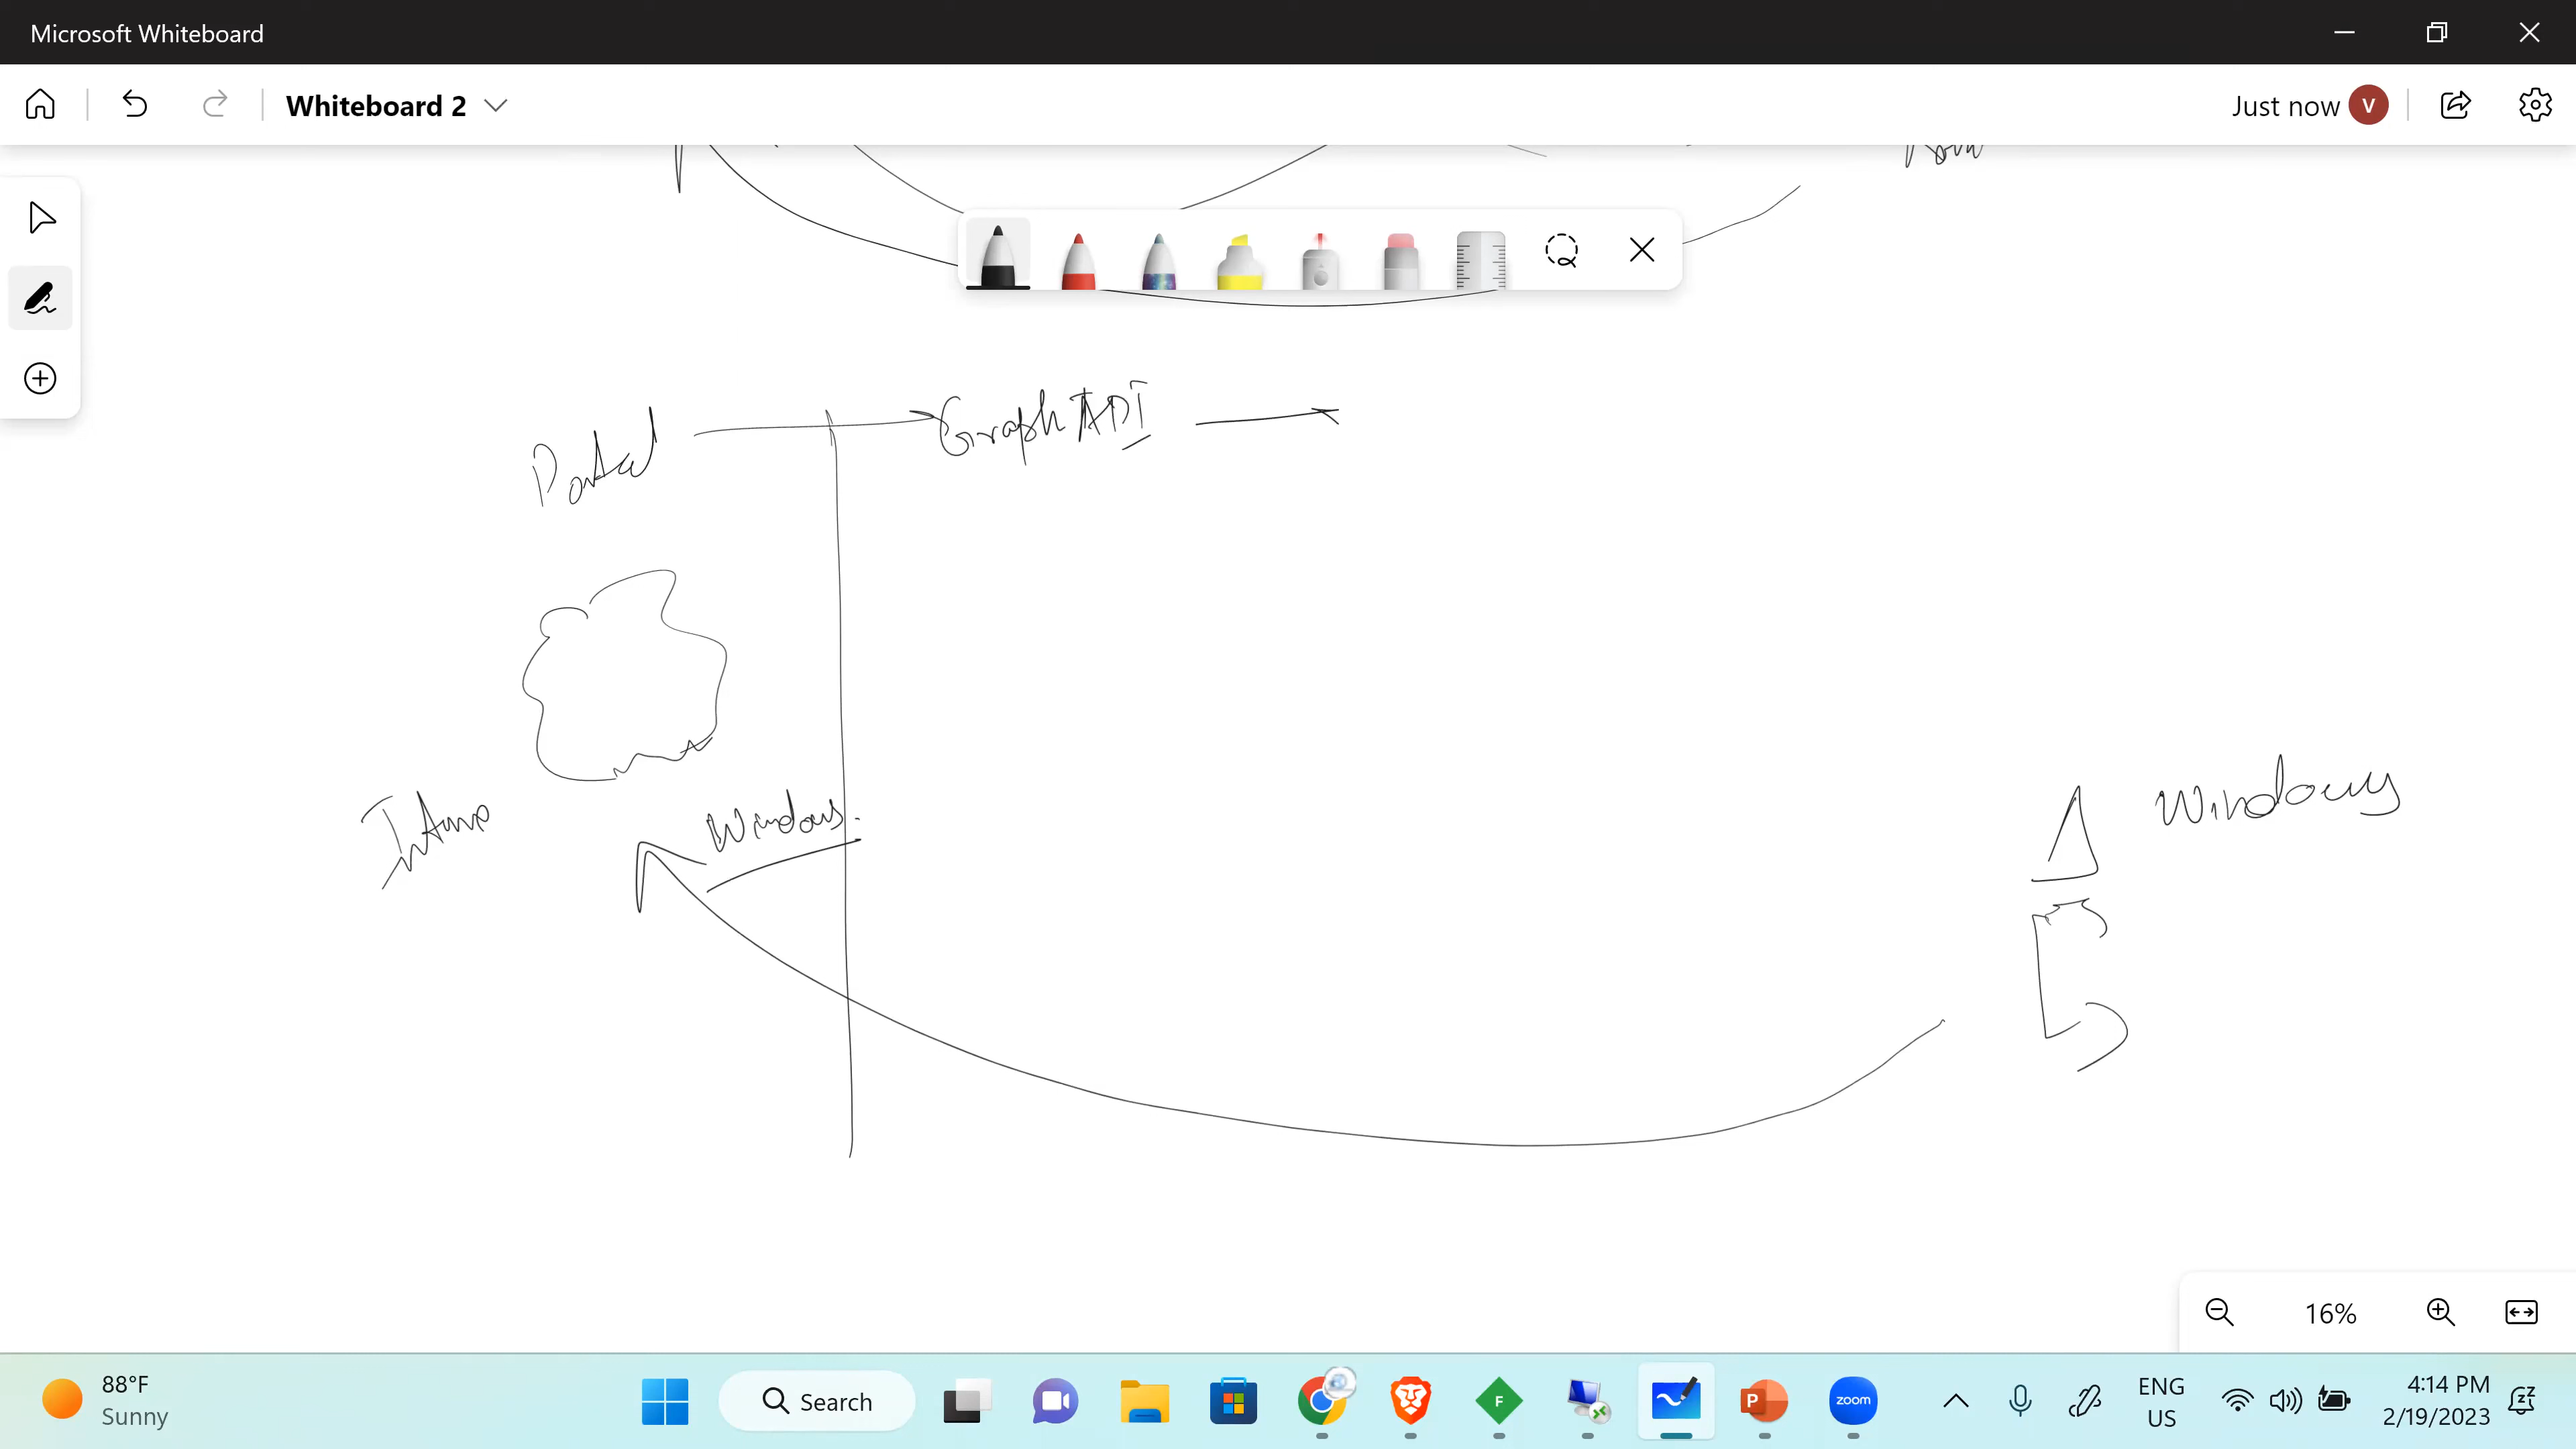 Microsoft Whiteboard
Whiteboard 2
Just now V
Portal
Graph API
Intune
Windows
Windows
16%
88°F
Sunny
Search
F
P
zoom
ENG
US
4:14 PM
2/19/2023